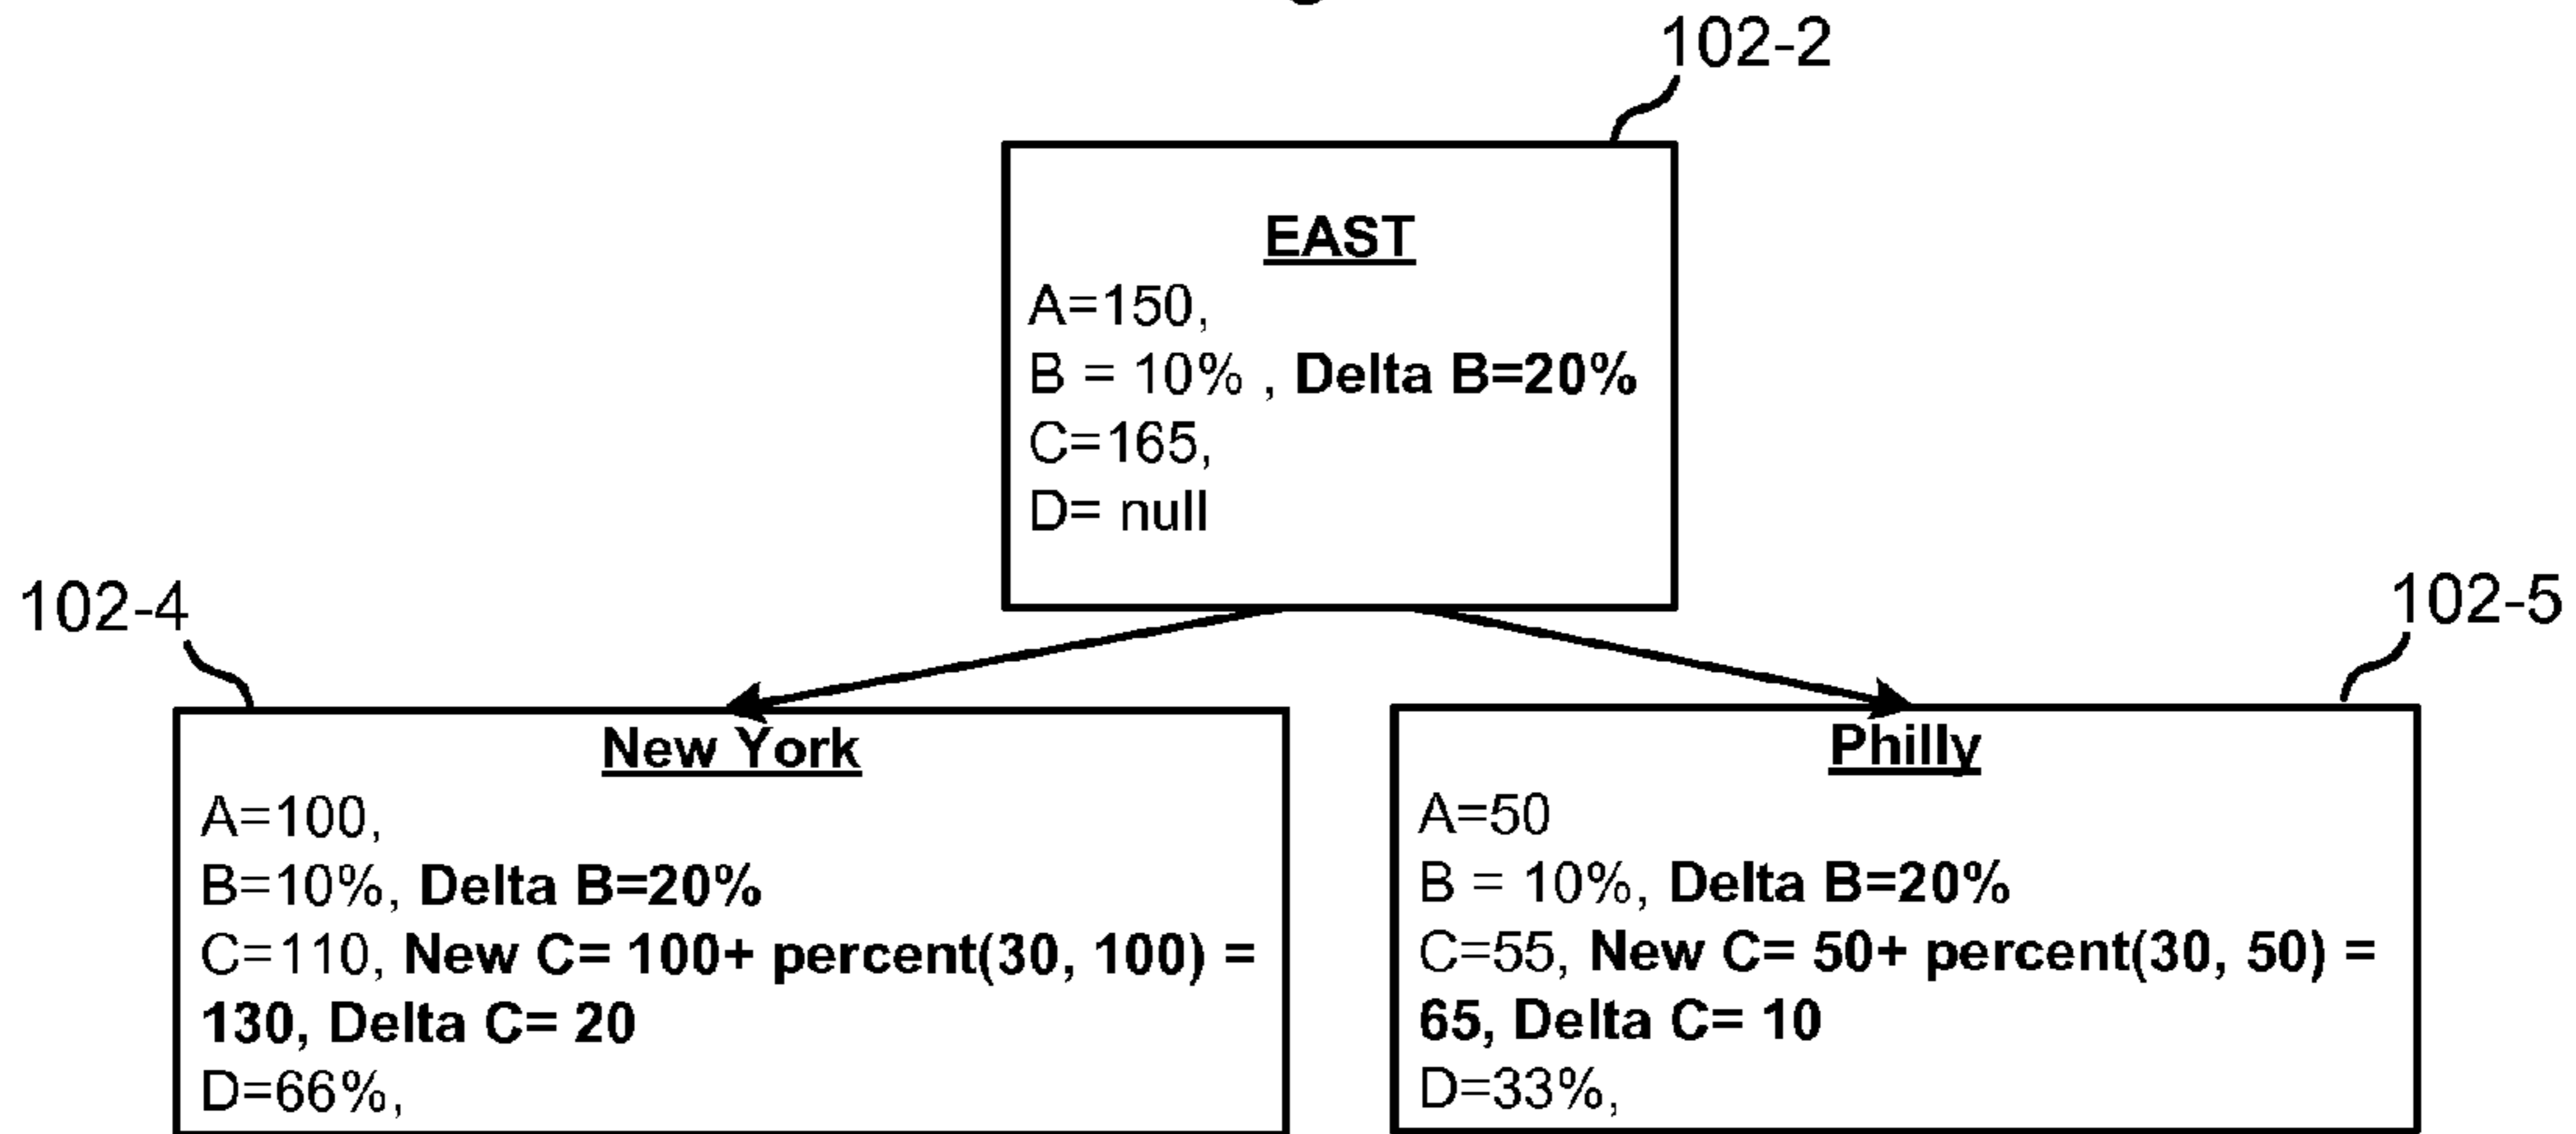 102-2
EAST
A=150,
B = 10% , Delta B=20%
C=165,
D= null
102-4
102-5
New York
A=100,
B=10%, Delta B=20%
C=110, New C= 100+ percent(30, 100) =
130, Delta C= 20
D=66%,
Philly
A=50
B = 10%, Delta B=20%
C=55, New C= 50+ percent(30, 50) =
65, Delta C= 10
D=33%,